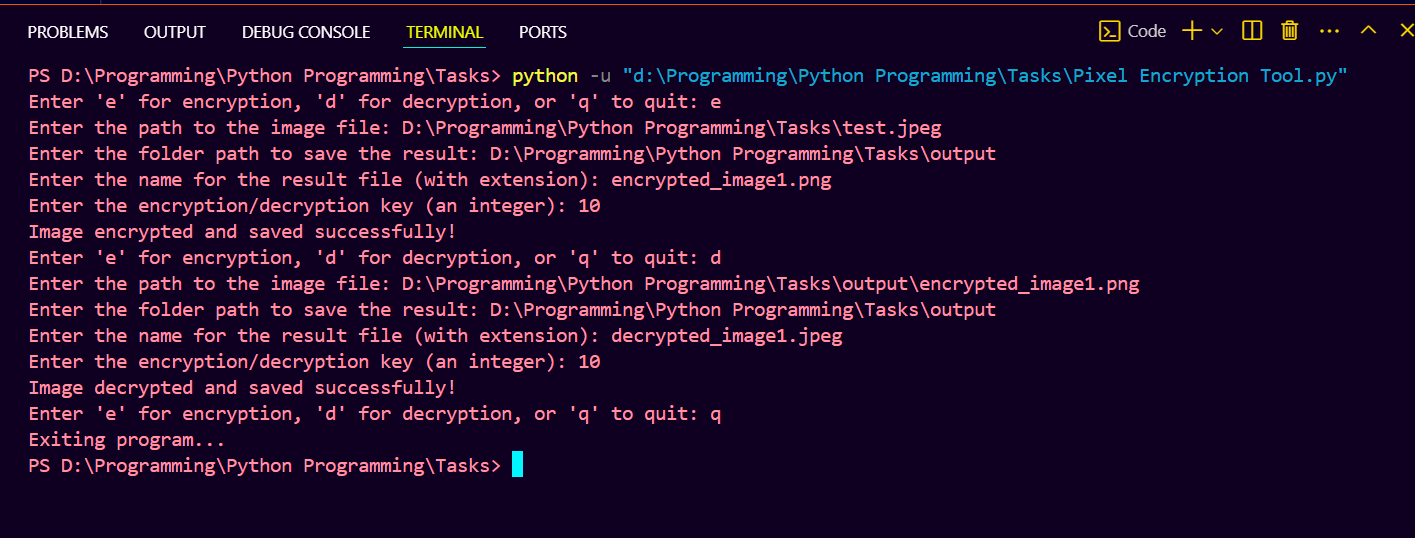 PROBLEMS OUTPUT DEBUG CONSOLE TERMINAL PORTS Code
PS D:\Programming\Python Programming\Tasks> python -u "d:\Programming\Python Programming\Tasks\Pixel Encryption Tool.py"
Enter 'e' for encryption, 'd' for decryption, or 'q' to quit: e
Enter the path to the image file: D:\Programming\Python Programming\Tasks\test.jpeg
Enter the folder path to save the result: D:\Programming\Python Programming\Tasks\output
Enter the name for the result file (with extension): encrypted_image1.png
Enter the encryption/decryption key (an integer): 10
Image encrypted and saved successfully!
Enter 'e' for encryption, 'd' for decryption, or 'q' to quit: d
Enter the path to the image file: D:\Programming\Python Programming\Tasks\output\encrypted_image1.png
Enter the folder path to save the result: D:\Programming\Python Programming\Tasks\output
Enter the name for the result file (with extension): decrypted_image1.jpeg
Enter the encryption/decryption key (an integer): 10
Image decrypted and saved successfully!
Enter 'e' for encryption, 'd' for decryption, or 'q' to quit: q
Exiting program...
PS D:\Programming\Python Programming\Tasks>